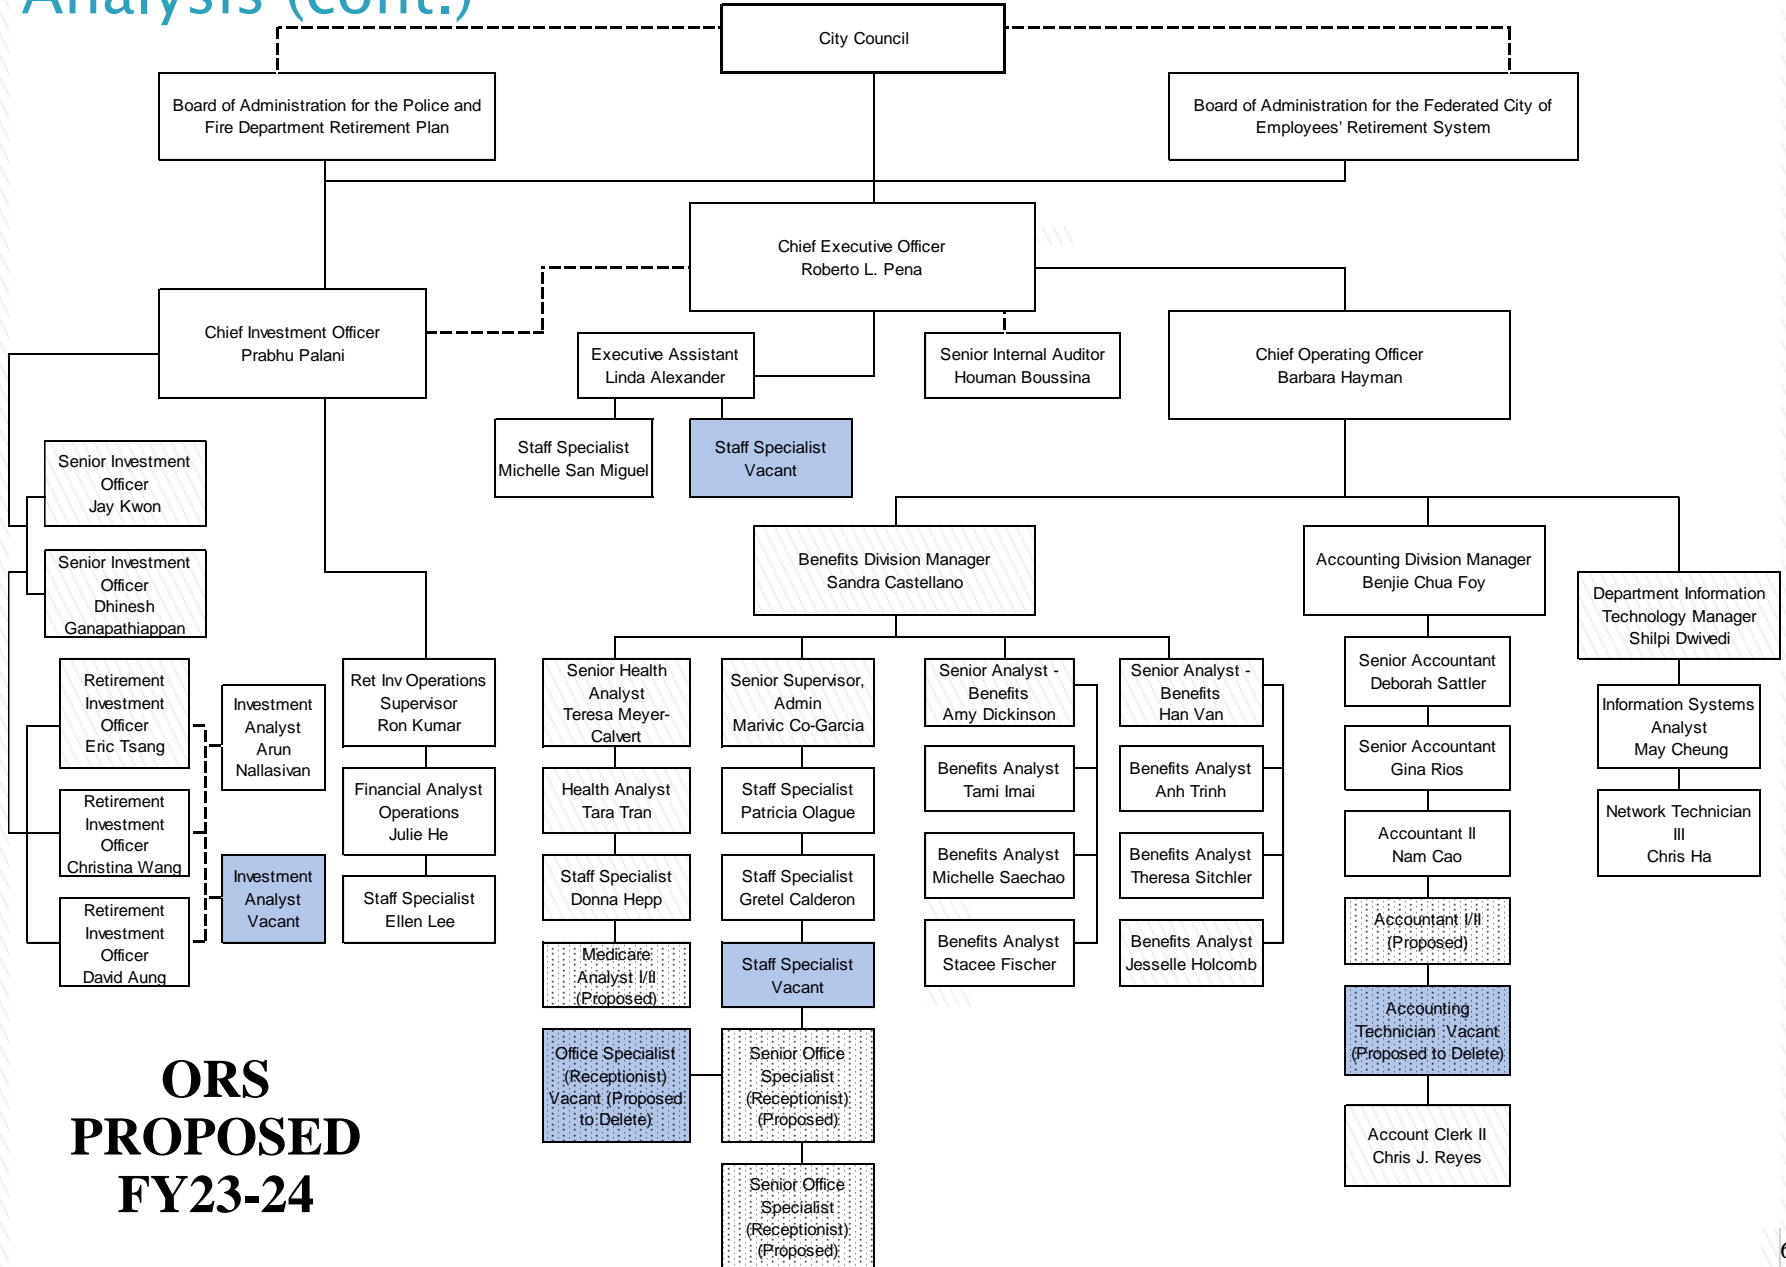 Analysis (cont.)
City Council
Board of Administration for the Police and
Fire Department Retirement Plan
Board of Administration for the Federated City of
Employees' Retirement System
Chief Executive Officer
Roberto L. Pena
Chief Investment Officer
Prabhu Palani
Executive Assistant
Linda Alexander
Senior Internal Auditor
Houman Boussina
Chief Operating Officer
Barbara Hayman
Staff Specialist
Michelle San Miguel
Staff Specialist
Vacant
Senior Investment
Officer
Jay Kwon
Senior Investment
Officer
Dhinesh
Ganapathiappan
Benefits Division Manager
Sandra Castellano
Accounting Division Manager
Benjie Chua Foy
Department Information
Technology Manager
Shilpi Dwivedi
Retirement
Investment
Officer
Eric Tsang
Retirement
Investment
Officer
Christina Wang
Retirement
Investment
Officer
David Aung
Investment
Analyst
Arun
Nallasivan
Investment
Analyst
Vacant
Ret Inv Operations
Supervisor
Ron Kumar
Financial Analyst
Operations
Julie He
Staff Specialist
Ellen Lee
Senior Health
Analyst
Teresa Meyer-
Calvert
Health Analyst
Tara Tran
Staff Specialist
Donna Hepp
Medicare
Analyst I/II
(Proposed)
Office Specialist
(Receptionist)
Vacant (Proposed
to Delete)
Senior Supervisor,
Admin
Marivic Co-Garcia
Staff Specialist
Patricia Olague
Staff Specialist
Gretel Calderon
Staff Specialist
Vacant
Senior Office
Specialist
(Receptionist)
(Proposed)
Senior Office
Specialist
(Receptionist)
(Proposed)
Senior Analyst -
Benefits
Amy Dickinson
Benefits Analyst
Tami Imai
Benefits Analyst
Michelle Saechao
Benefits Analyst
Stacee Fischer
Senior Analyst -
Benefits
Han Van
Benefits Analyst
Anh Trinh
Benefits Analyst
Theresa Sitchler
Benefits Analyst
Jesselle Holcomb
Senior Accountant
Deborah Sattler
Senior Accountant
Gina Rios
Accountant II
Nam Cao
Accountant I/II
(Proposed)
Accounting
Technician Vacant
(Proposed to Delete)
Account Clerk II
Chris J. Reyes
Information Systems
Analyst
May Cheung
Network Technician
III
Chris Ha
ORS
PROPOSED
FY23-24
6